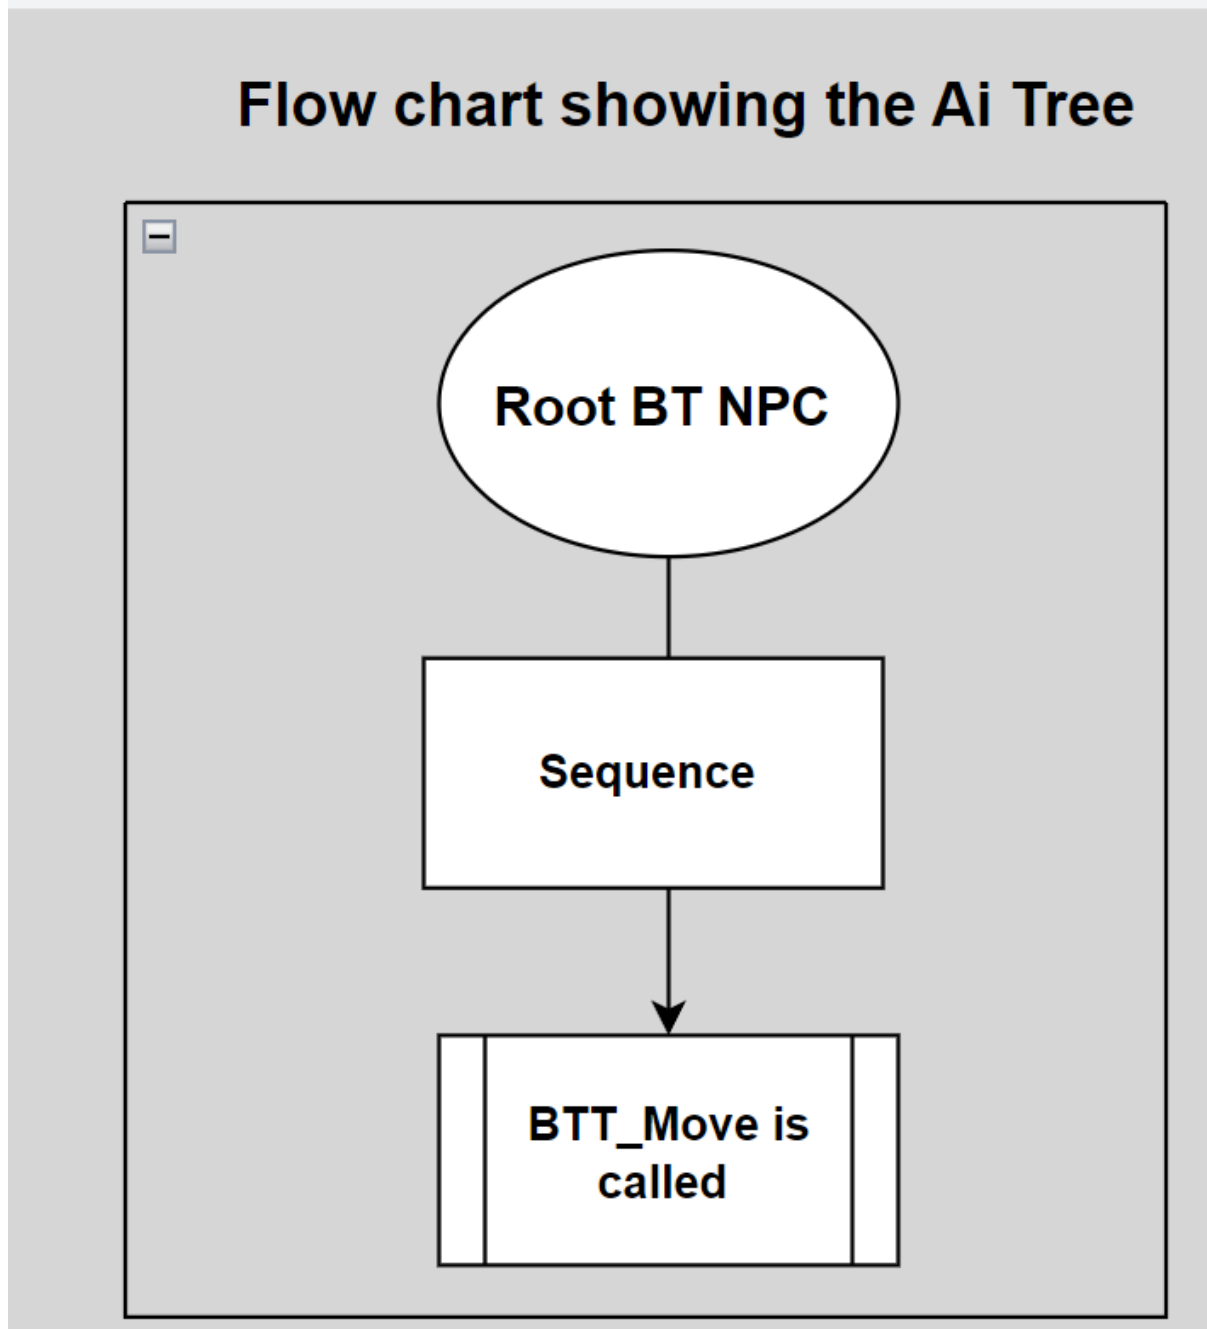 Flow chart showing the Ai Tree
Root BT NPC
Sequence
BTT_Move is
called